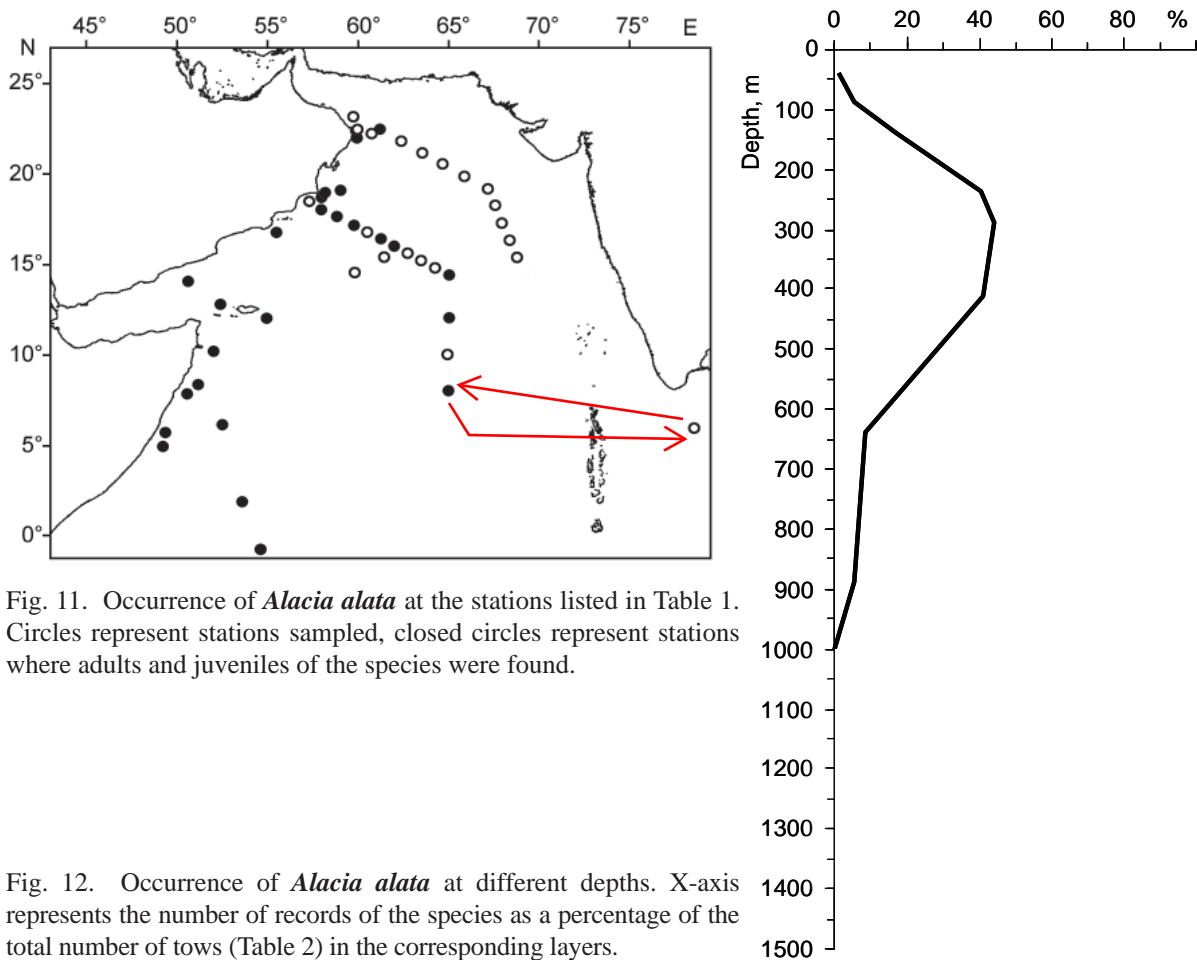 45° 50° 55° 60° 65° 70° 75° E
N
25°
20°
15°
10°
5°
0°
Fig. 11. Occurrence of Alacia alata at the stations listed in Table 1.
Circles represent stations sampled, closed circles represent stations
where adults and juveniles of the species were found.
Fig. 12. Occurrence of Alacia alata at different depths. X-axis
represents the number of records of the species as a percentage of the
total number of tows (Table 2) in the corresponding layers.
0 20 40 60 80 %
Depth, m
0
100
200
300
400
500
600
700
800
900
1000
1100
1200
1300
1400
1500